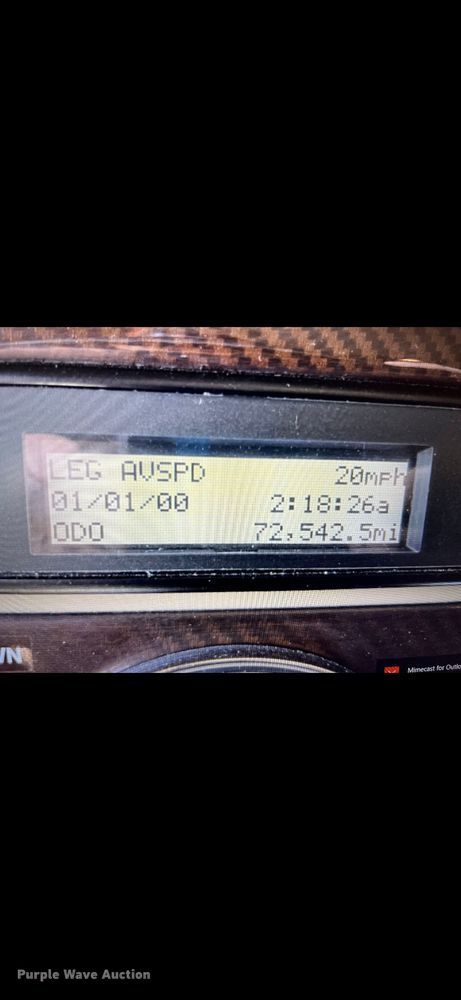 LEG AVSPD 20mph
01/01/00 2:18:26a
ODO 72,542.5mi
WN
Mimecast for Outlo
Purple Wave Auction